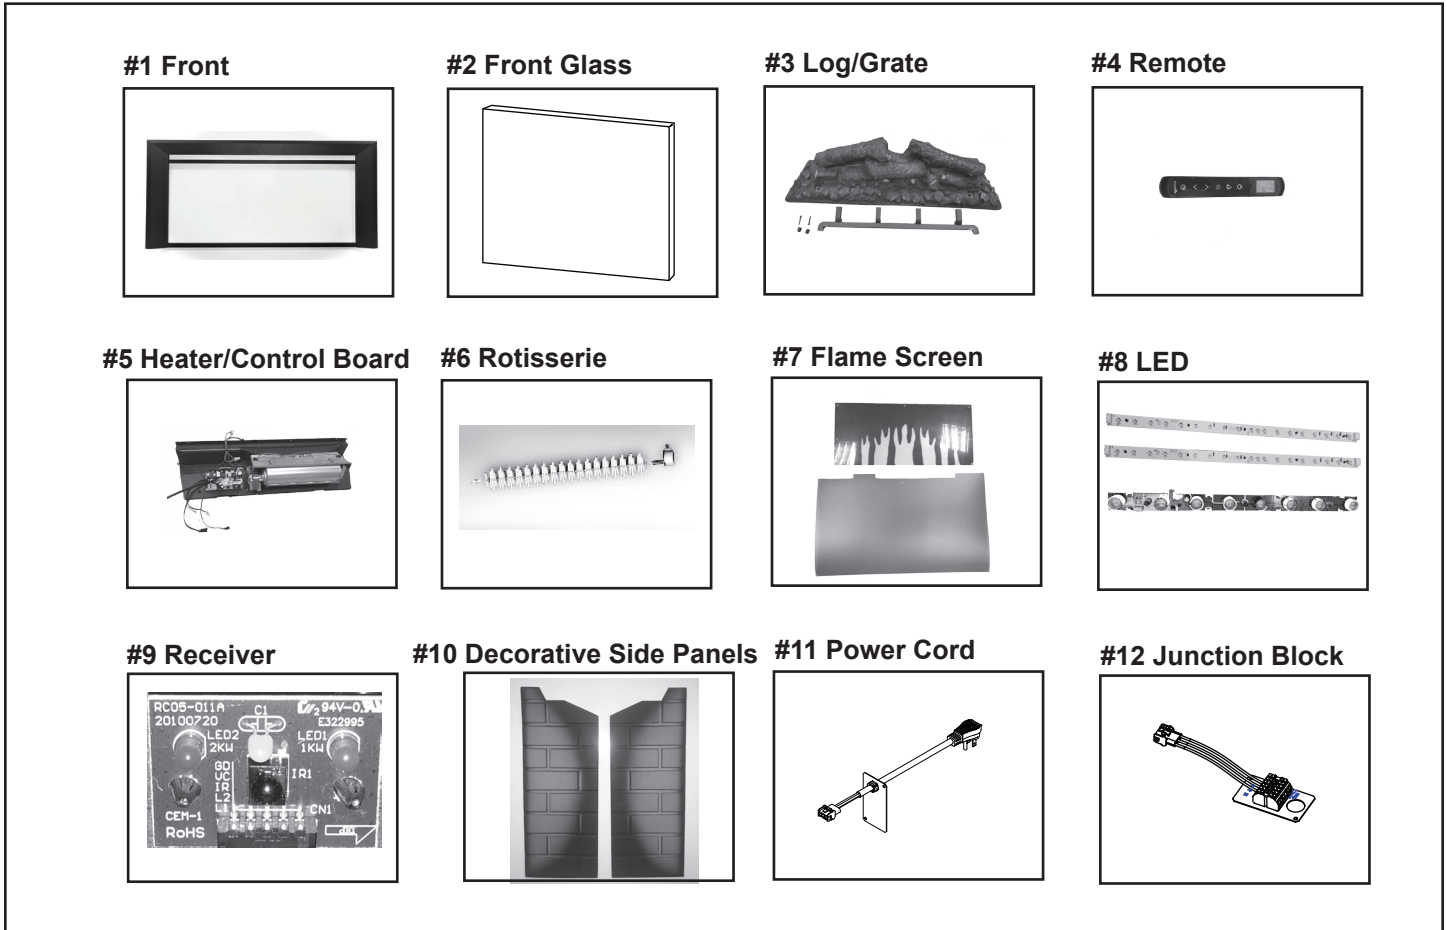 #1 Front
#2 Front Glass
#3 Log/Grate
#4 Remote
#5 Heater/Control Board
#6 Rotisserie
#7 Flame Screen
#8 LED
#9 Receiver
RC05-011A
20100720
C1
94V-0
E322995
LED2
2KW
LED1
1KW
GD
VC
IR
L2
L1
IR1
CN1
CEM-1
RoHS
#10 Decorative Side Panels
#11 Power Cord
#12 Junction Block